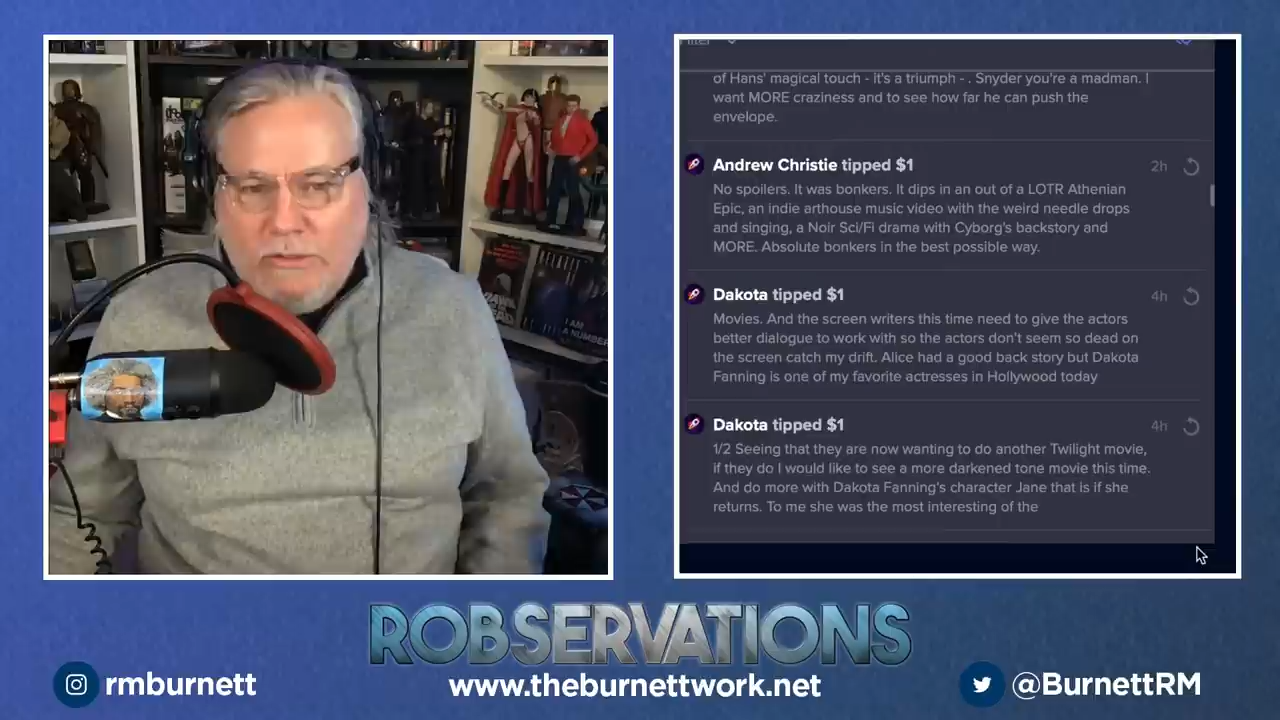 Filter
of Hans' magical touch - it's a triumph - . Snyder you're a madman. I
want MORE craziness and to see how far he can push the
envelope.
Andrew Christie tipped $1
2h
No spoilers. It was bonkers. It dips in an out of a LOTR Athenian
Epic, an indie arthouse music video with the weird needle drops
and singing, a Noir Sci/Fi drama with Cyborg's backstory and
MORE. Absolute bonkers in the best possible way.
Dakota tipped $1
4h
Movies. And the screen writers this time need to give the actors
better dialogue to work with so the actors don't seem so dead on
the screen catch my drift. Alice had a good back story but Dakota
Fanning is one of my favorite actresses in Hollywood today
Dakota tipped $1
4h
1/2 Seeing that they are now wanting to do another Twilight movie,
if they do I would like to see a more darkened tone movie this time.
And do more with Dakota Fanning's character Jane that is if she
returns. To me she was the most interesting of the
I AM
A NUMBER
ROBSERVATIONS
rmburnett
www.theburnettwork.net
@BurnettRM